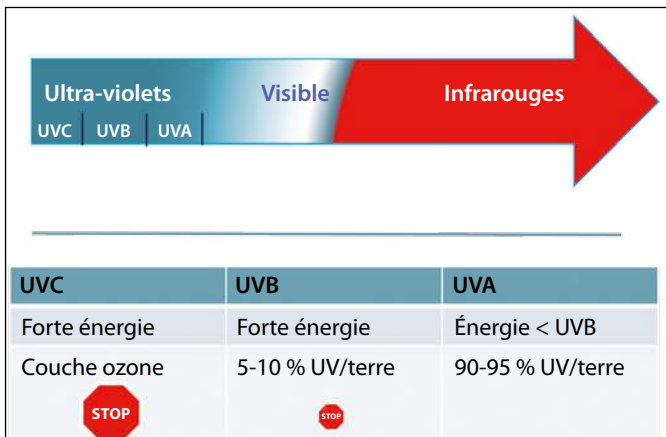 Ultra-violets Visible Infrarouges
UVC UVB UVA
UVC UVB UVA
Forte énergie Forte énergie Énergie < UVB
Couche ozone 5-10 % UV/terre 90-95 % UV/terre
STOP STOP